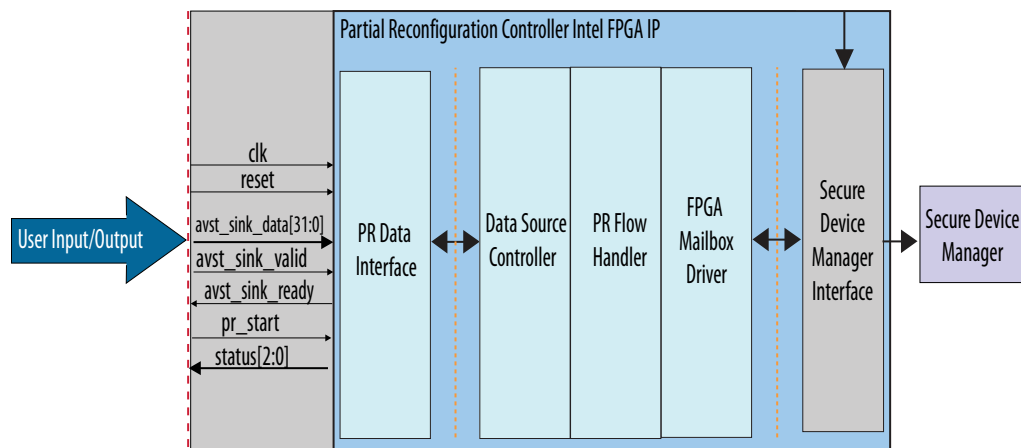 Partial Reconfiguration Controller Intel FPGA IP
User Input/Output
clk
reset
avst_sink_data[31:0]
avst_sink_valid
avst_sink_ready
pr_start
status[2:0]
PR Data
Interface
Data Source
Controller
PR Flow
Handler
FPGA
Mailbox
Driver
Secure
Device
Manager
Interface
Secure Device
Manager